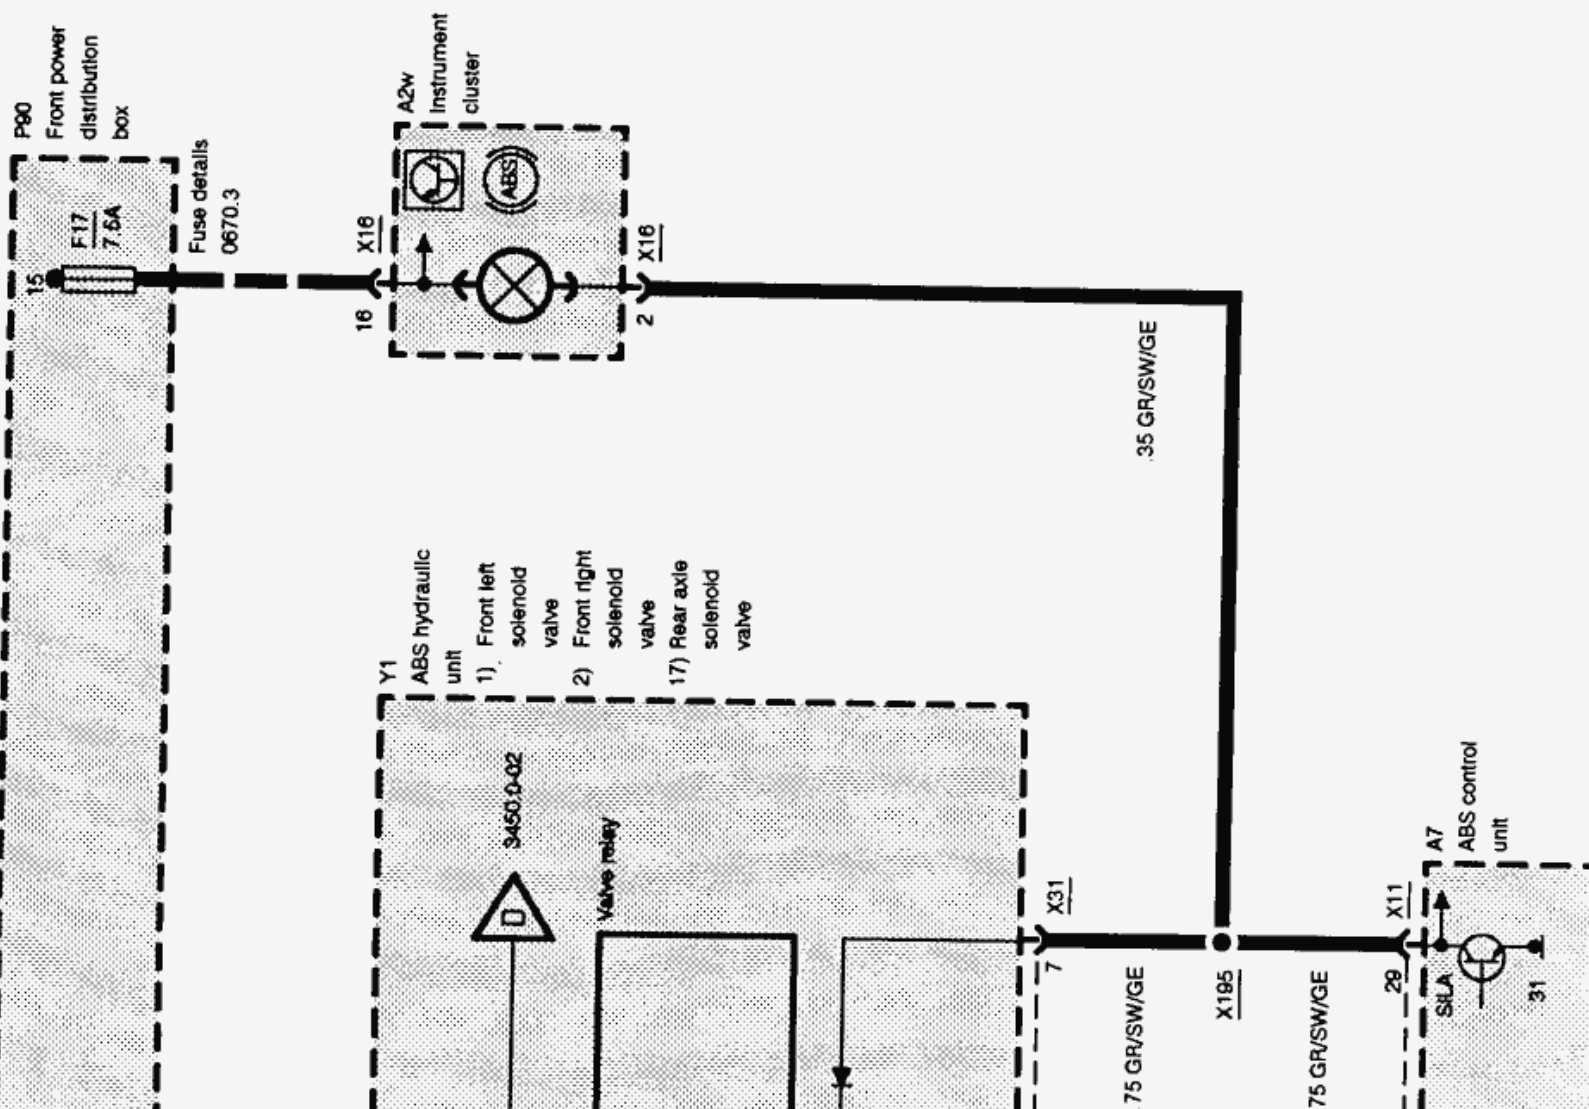 P90
Front power
distribution
box
15
F17
7.5A
Fuse details
0670.3
A2w
Instrument
cluster
X16
16
ABS
X16
2
.35 GR/SW/GE
Y1
ABS hydraulic
unit
1) Front left
solenoid
valve
2) Front right
solenoid
valve
17) Rear axle
solenoid
valve
3450.0-02
Valve relay
X31
7
.75 GR/SW/GE
X195
.75 GR/SW/GE
X11
29
A7
ABS control
unit
SILA
31